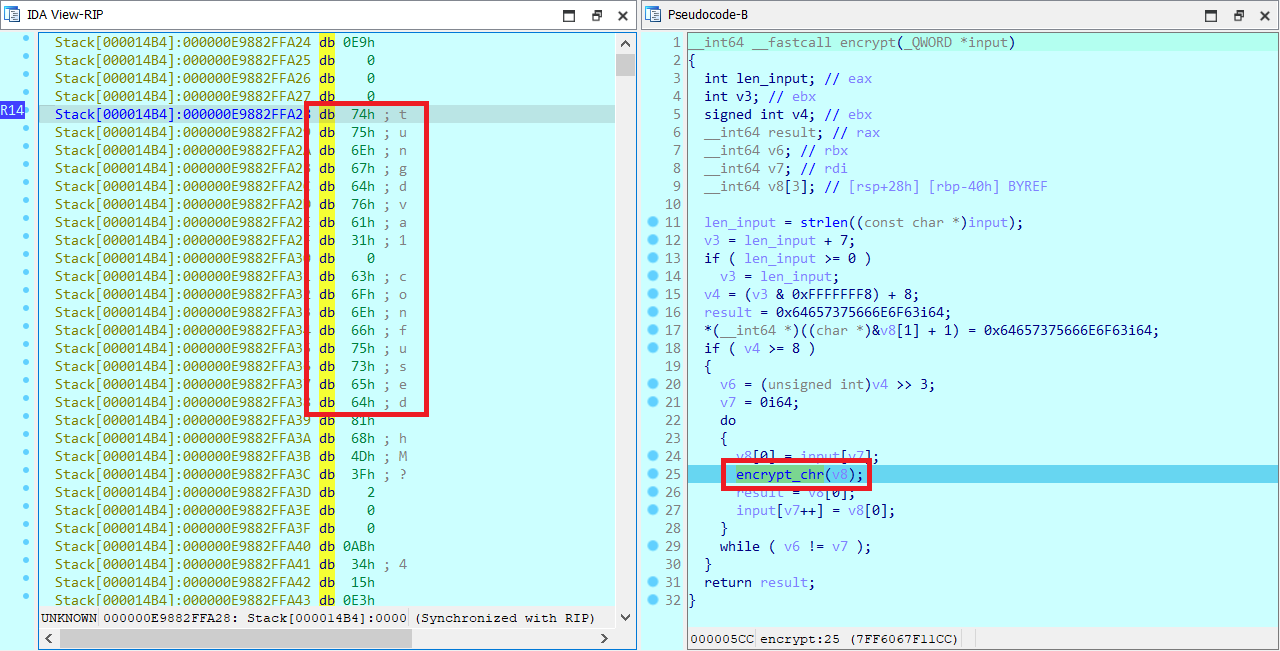 IDA View-RIP
Stack[000014B4]:000000E9882FFA24 db 0E9h
Stack[000014B4]:000000E9882FFA25 db 0
Stack[000014B4]:000000E9882FFA26 db 0
Stack[000014B4]:000000E9882FFA27 db 0
R14
Stack[000014B4]:000000E9882FFA28 db 74h ; t
Stack[000014B4]:000000E9882FFA29 db 75h ; u
Stack[000014B4]:000000E9882FFA2A db 6Eh ; n
Stack[000014B4]:000000E9882FFA2B db 67h ; g
Stack[000014B4]:000000E9882FFA2C db 64h ; d
Stack[000014B4]:000000E9882FFA2D db 76h ; v
Stack[000014B4]:000000E9882FFA2E db 61h ; a
Stack[000014B4]:000000E9882FFA2F db 31h ; 1
Stack[000014B4]:000000E9882FFA30 db 0
Stack[000014B4]:000000E9882FFA31 db 63h ; c
Stack[000014B4]:000000E9882FFA32 db 6Fh ; o
Stack[000014B4]:000000E9882FFA33 db 6Eh ; n
Stack[000014B4]:000000E9882FFA34 db 66h ; f
Stack[000014B4]:000000E9882FFA35 db 75h ; u
Stack[000014B4]:000000E9882FFA36 db 73h ; s
Stack[000014B4]:000000E9882FFA37 db 65h ; e
Stack[000014B4]:000000E9882FFA38 db 64h ; d
Stack[000014B4]:000000E9882FFA39 db 81h
Stack[000014B4]:000000E9882FFA3A db 68h ; h
Stack[000014B4]:000000E9882FFA3B db 4Dh ; M
Stack[000014B4]:000000E9882FFA3C db 3Fh ; ?
Stack[000014B4]:000000E9882FFA3D db 2
Stack[000014B4]:000000E9882FFA3E db 0
Stack[000014B4]:000000E9882FFA3F db 0
Stack[000014B4]:000000E9882FFA40 db 0ABh
Stack[000014B4]:000000E9882FFA41 db 34h ; 4
Stack[000014B4]:000000E9882FFA42 db 15h
Stack[000014B4]:000000E9882FFA43 db 0E3h
UNKNOWN 000000E9882FFA28: Stack[000014B4]:0000 (Synchronized with RIP)
Pseudocode-B
1 __int64 __fastcall encrypt(_QWORD *input)
2 {
3 int len_input; // eax
4 int v3; // ebx
5 signed int v4; // ebx
6 __int64 result; // rax
7 __int64 v6; // rbx
8 __int64 v7; // rdi
9 __int64 v8[3]; // [rsp+28h] [rbp-40h] BYREF
10
11 len_input = strlen((const char *)input);
12 v3 = len_input + 7;
13 if ( len_input >= 0 )
14 v3 = len_input;
15 v4 = (v3 & 0xFFFFFFF8) + 8;
16 result = 0x64657375666E6F63i64;
17 *(__int64 *)((char *)&v8[1] + 1) = 0x64657375666E6F63i64;
18 if ( v4 >= 8 )
19 {
20 v6 = (unsigned int)v4 >> 3;
21 v7 = 0i64;
22 do
23 {
24 v8[0] = input[v7];
25 encrypt_chr(v8);
26 result = v8[0];
27 input[v7++] = v8[0];
28 }
29 while ( v6 != v7 );
30 }
31 return result;
32 }
000005CC encrypt:25 (7FF6067F11CC)